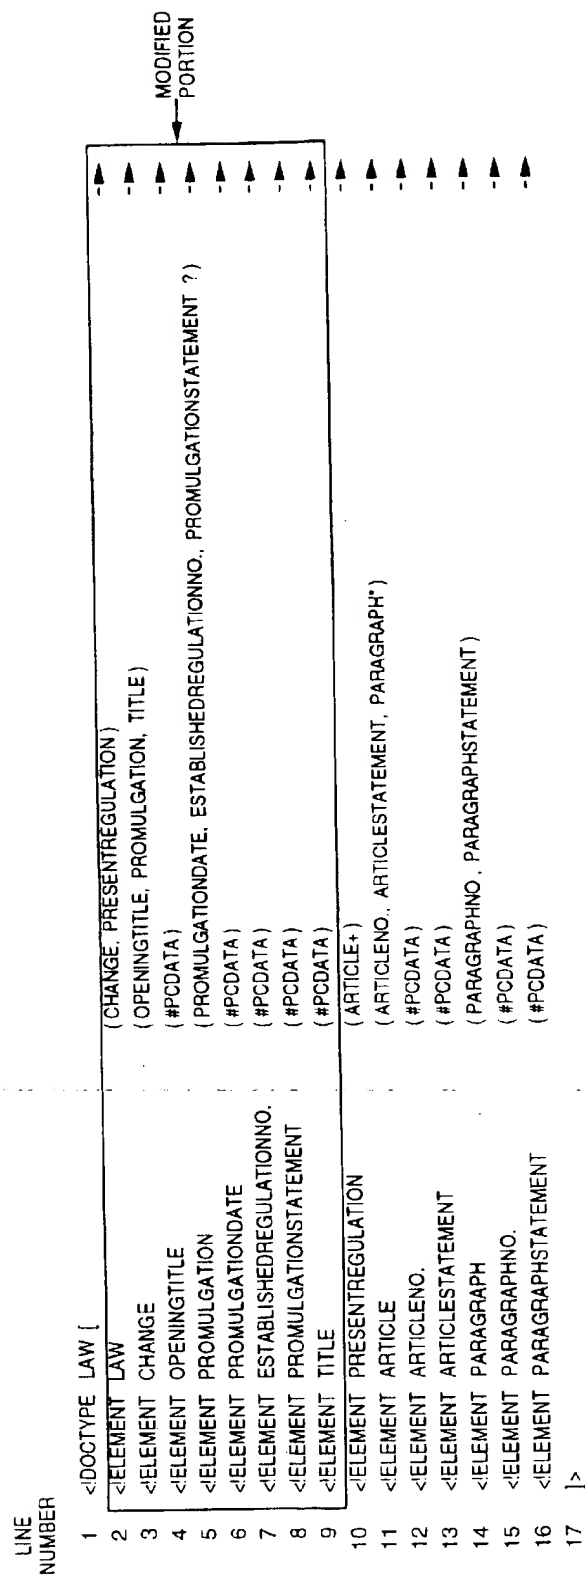 LINE
NUMBER
1 <!DOCTYPE LAW [
2 <!ELEMENT LAW (CHANGE, PRESENTREGULATION) - - >
3 <!ELEMENT CHANGE (OPENINGTITLE, PROMULGATION, TITLE) - - >
4 <!ELEMENT OPENINGTITLE (#PCDATA) - - >
5 <!ELEMENT PROMULGATION (PROMULGATIONDATE, ESTABLISHEDREGULATIONNO., PROMULGATIONSTATEMENT ?) - - >
6 <!ELEMENT PROMULGATIONDATE (#PCDATA) - - >
7 <!ELEMENT ESTABLISHEDREGULATIONNO. (#PCDATA) - - >
8 <!ELEMENT PROMULGATIONSTATEMENT (#PCDATA) - - >
9 <!ELEMENT TITLE (#PCDATA) - - >
10 <!ELEMENT PRESENTREGULATION (ARTICLE+) - - >
11 <!ELEMENT ARTICLE (ARTICLENO., ARTICLESTATEMENT, PARAGRAPH*) - - >
12 <!ELEMENT ARTICLENO. (#PCDATA) - - >
13 <!ELEMENT ARTICLESTATEMENT (#PCDATA) - - >
14 <!ELEMENT PARAGRAPH (PARAGRAPHNO, PARAGRAPHSTATEMENT) - - >
15 <!ELEMENT PARAGRAPHNO. (#PCDATA) - - >
16 <!ELEMENT PARAGRAPHSTATEMENT (#PCDATA) - - >
17 ]>
MODIFIED
PORTION